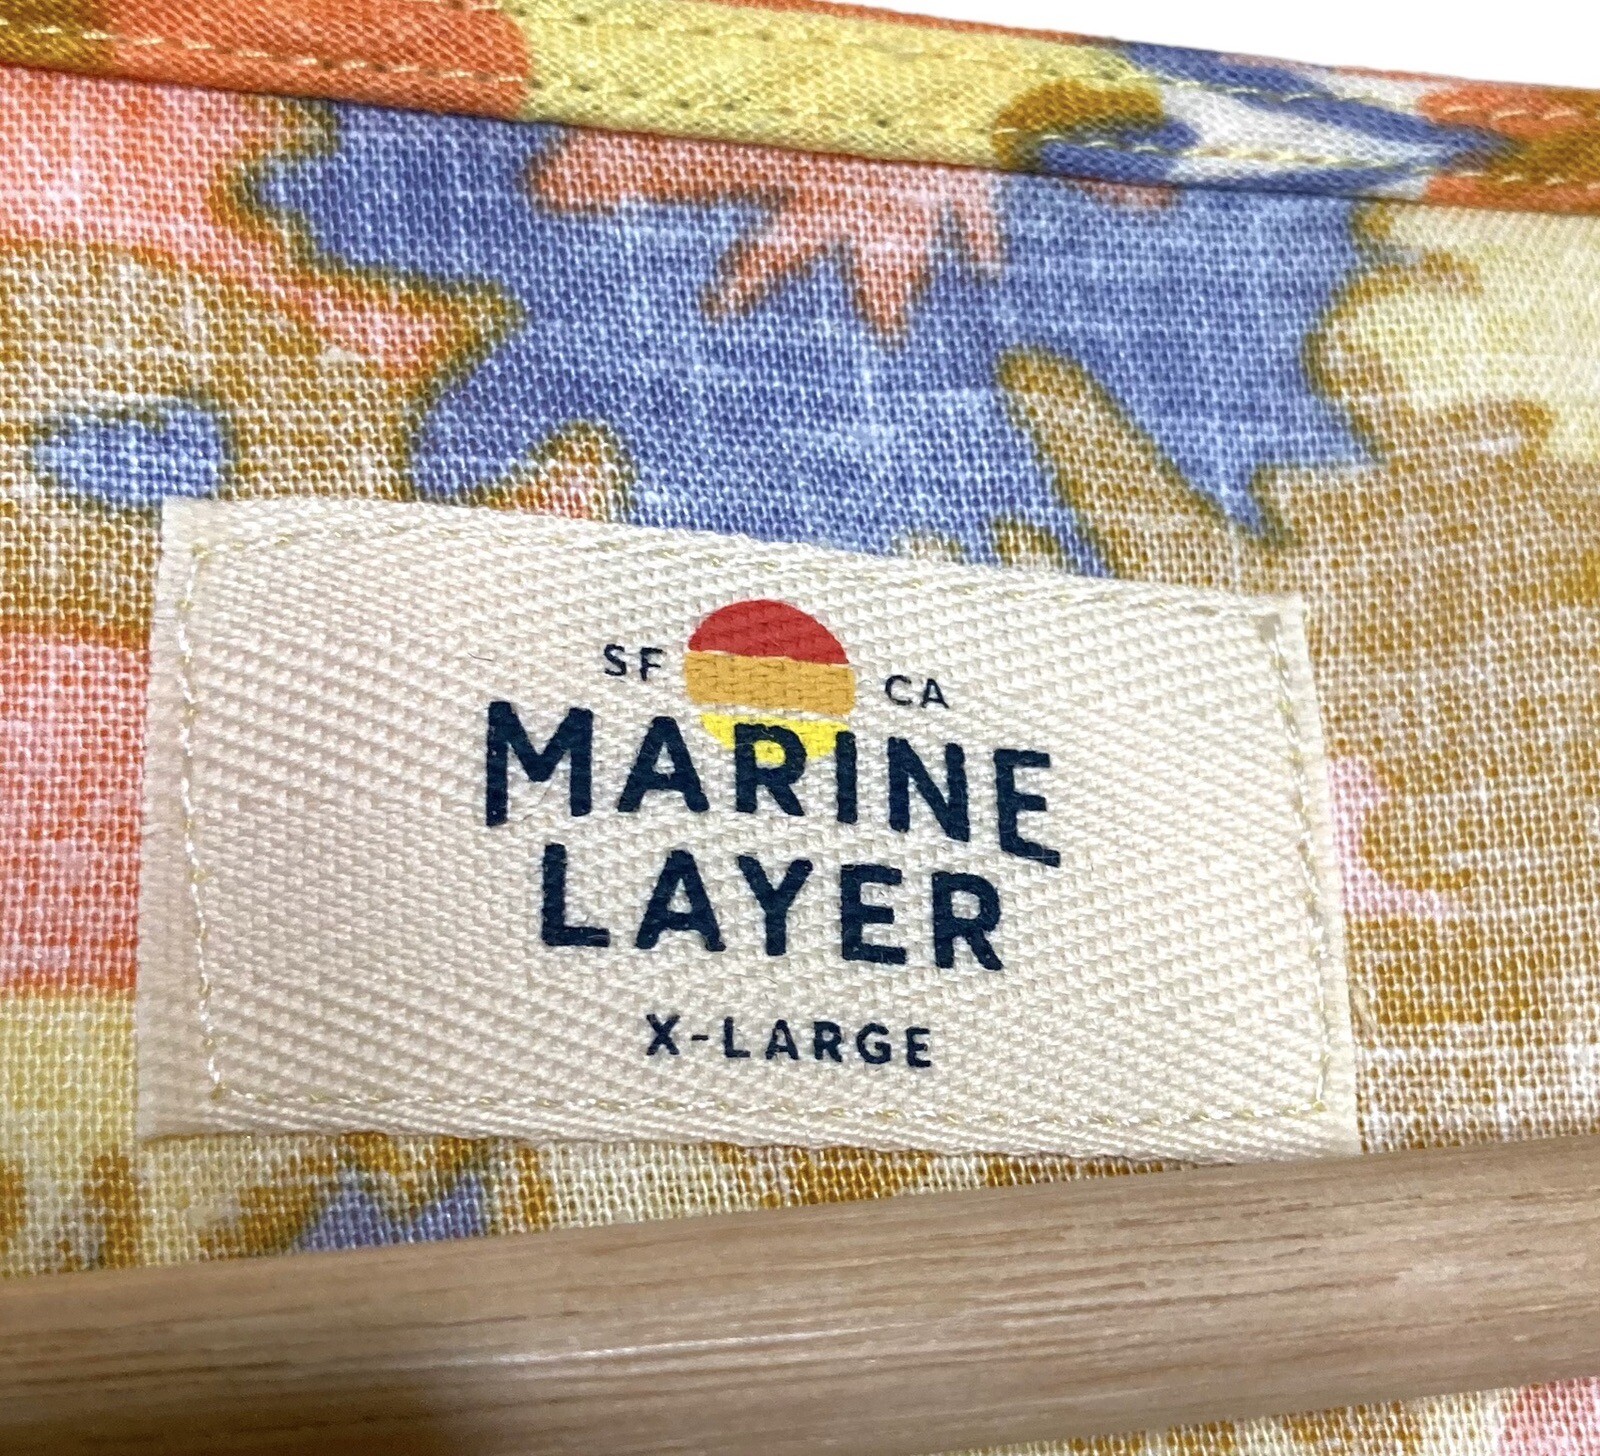 SF CA
MARINE
LAYER
X-LARGE